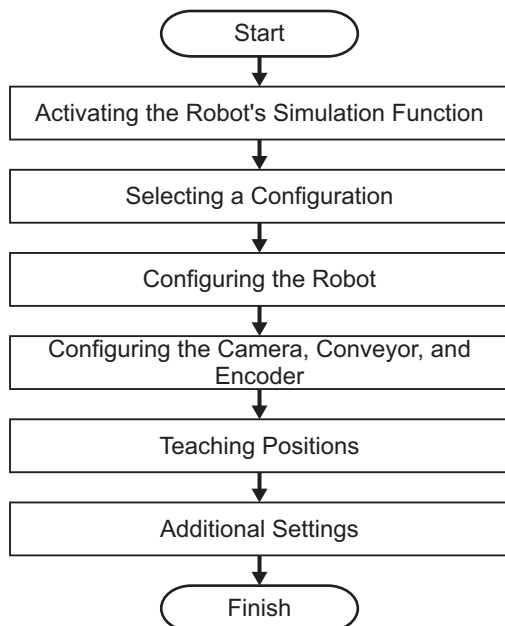 Start
Activating the Robot's Simulation Function
Selecting a Configuration
Configuring the Robot
Configuring the Camera, Conveyor, and
Encoder
Teaching Positions
Additional Settings
Finish